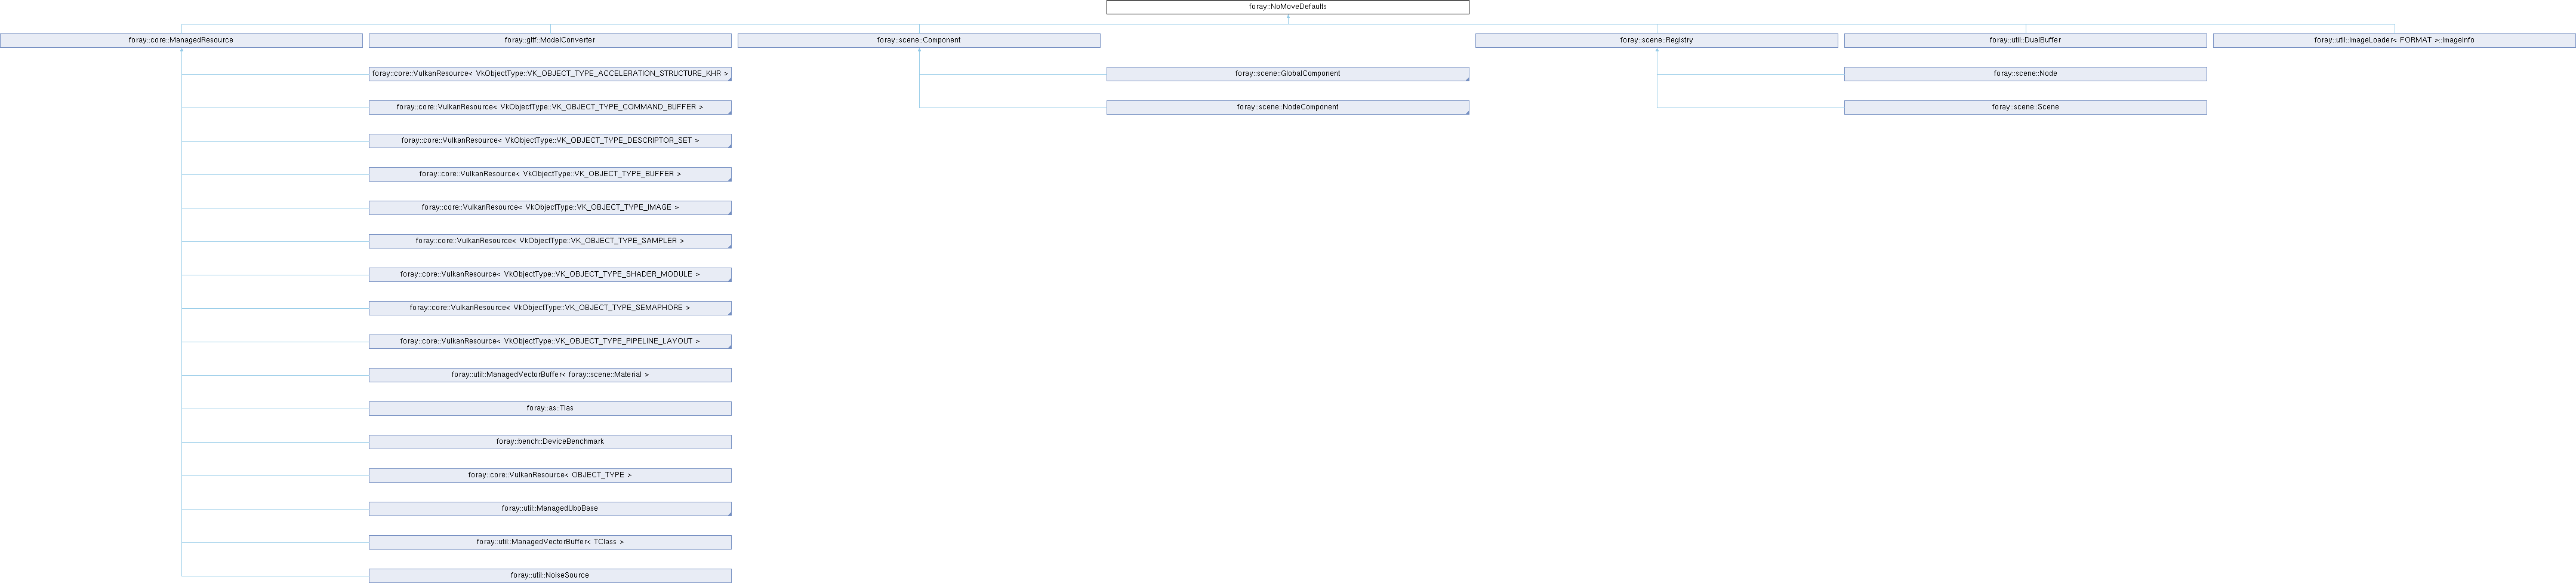 foray::NoMoveDefaults
foray::core::ManagedResource
foray::gltf::ModelConverter
foray::scene::Component
foray::scene::Registry
foray::util::DualBuffer
foray::util::ImageLoader< FORMAT >::ImageInfo
foray::core::VulkanResource< VkObjectType::VK_OBJECT_TYPE_ACCELERATION_STRUCTURE_KHR >
foray::scene::GlobalComponent
foray::scene::Node
foray::core::VulkanResource< VkObjectType::VK_OBJECT_TYPE_COMMAND_BUFFER >
foray::scene::NodeComponent
foray::scene::Scene
foray::core::VulkanResource< VkObjectType::VK_OBJECT_TYPE_DESCRIPTOR_SET >
foray::core::VulkanResource< VkObjectType::VK_OBJECT_TYPE_BUFFER >
foray::core::VulkanResource< VkObjectType::VK_OBJECT_TYPE_IMAGE >
foray::core::VulkanResource< VkObjectType::VK_OBJECT_TYPE_SAMPLER >
foray::core::VulkanResource< VkObjectType::VK_OBJECT_TYPE_SHADER_MODULE >
foray::core::VulkanResource< VkObjectType::VK_OBJECT_TYPE_SEMAPHORE >
foray::core::VulkanResource< VkObjectType::VK_OBJECT_TYPE_PIPELINE_LAYOUT >
foray::util::ManagedVectorBuffer< foray::scene::Material >
foray::as::Tlas
foray::bench::DeviceBenchmark
foray::core::VulkanResource< OBJECT_TYPE >
foray::util::ManagedUboBase
foray::util::ManagedVectorBuffer< TClass >
foray::util::NoiseSource